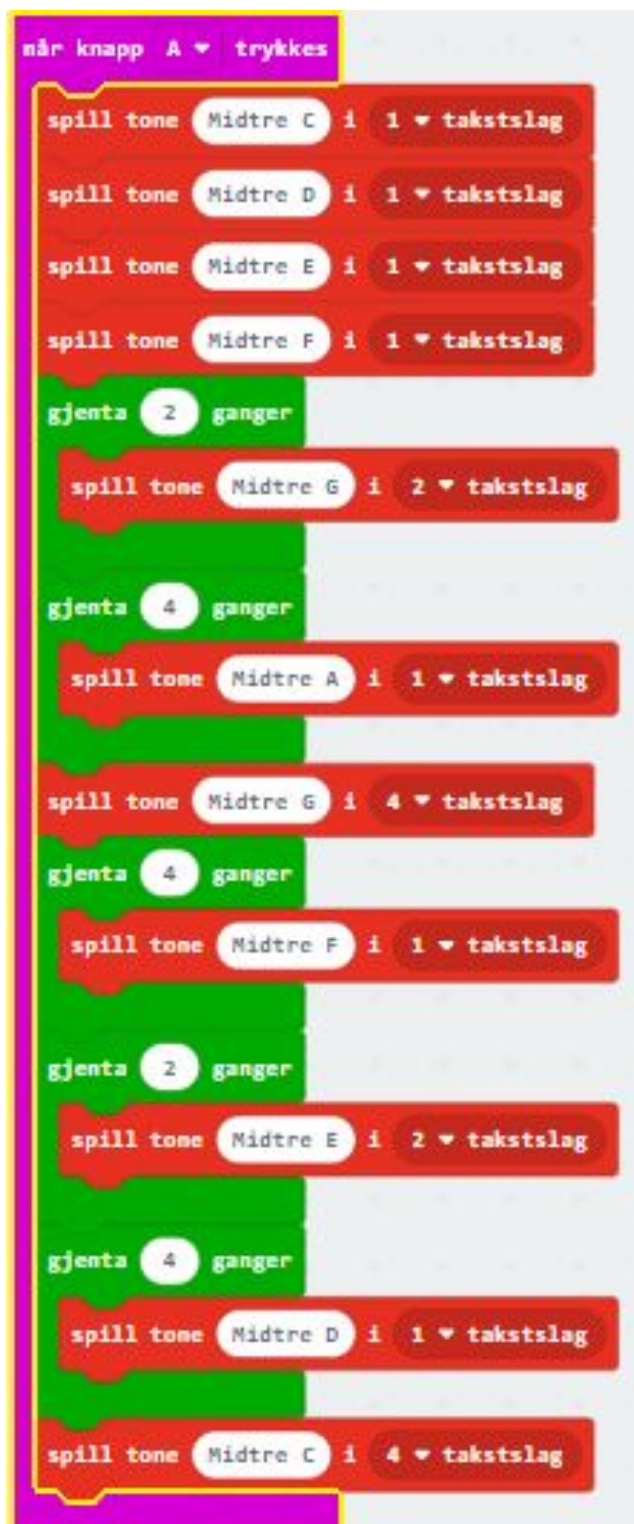 når knapp A trykkes
spill tone Midtre C i 1 takstslag
spill tone Midtre D i 1 takstslag
spill tone Midtre E i 1 takstslag
spill tone Midtre F i 1 takstslag
gjenta 2 ganger
spill tone Midtre G i 2 takstslag
gjenta 4 ganger
spill tone Midtre A i 1 takstslag
spill tone Midtre G i 4 takstslag
gjenta 4 ganger
spill tone Midtre F i 1 takstslag
gjenta 2 ganger
spill tone Midtre E i 2 takstslag
gjenta 4 ganger
spill tone Midtre D i 1 takstslag
spill tone Midtre C i 4 takstslag